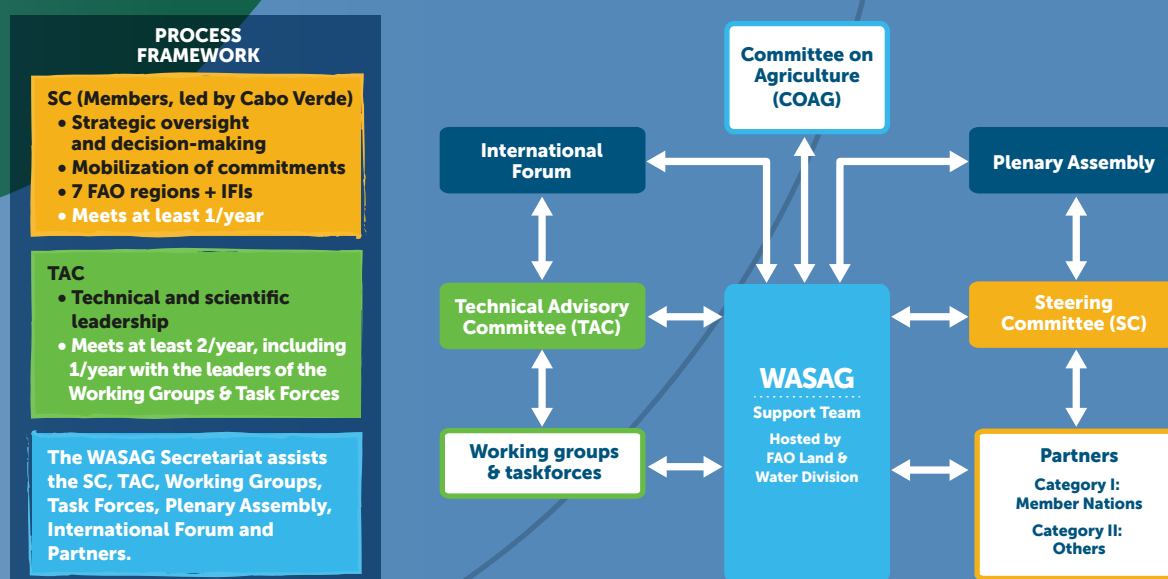 PROCESS
FRAMEWORK
SC (Members, led by Cabo Verde)
• Strategic oversight
and decision-making
• Mobilization of commitments
• 7 FAO regions + IFIs
• Meets at least 1/year
TAC
• Technical and scientific
leadership
• Meets at least 2/year, including
1/year with the leaders of the
Working Groups & Task Forces
The WASAG Secretariat assists
the SC, TAC, Working Groups,
Task Forces, Plenary Assembly,
International Forum and
Partners.
Committee on
Agriculture
(COAG)
International
Forum
Plenary Assembly
Technical Advisory
Committee (TAC)
Steering
Committee (SC)
WASAG
Support Team
Hosted by
FAO Land &
Water Division
Working groups
& taskforces
Partners
Category I:
Member Nations
Category II:
Others